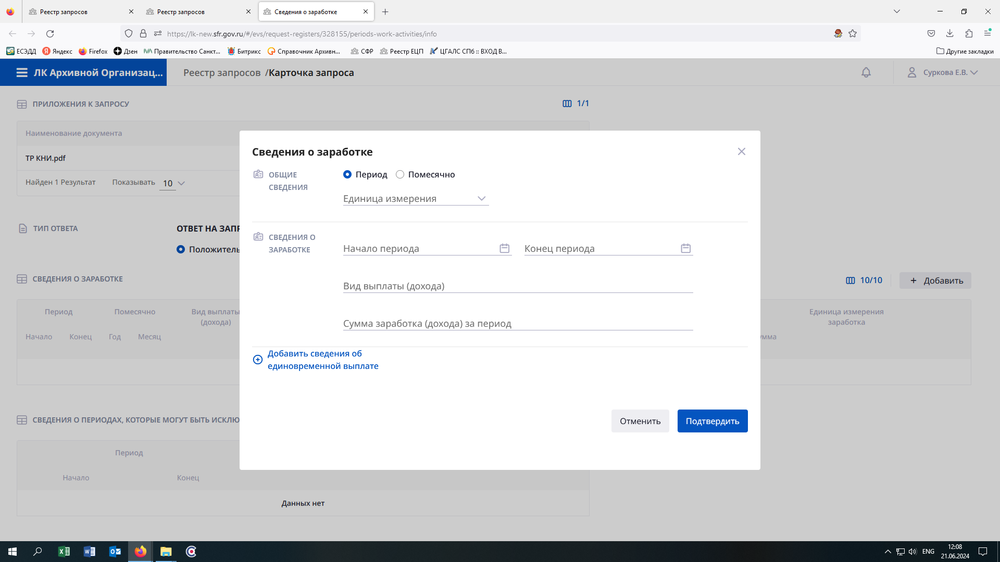 Реестр запросов
Реестр запросов
Сведения о заработке
https://lk-new.sfr.gov.ru/#/evs/request-registers/328155/periods-work-activities/info
ЕСЭДД Яндекс Firefox Дзен Правительство Санкт... Битрикс Справочник Архивн... СФР Реестр ЕЦП ЦГАЛС СПб :: ВХОД В... Другие закладки
ЛК Архивной Организац... Реестр запросов /Карточка запроса Суркова Е.В.
ПРИЛОЖЕНИЯ К ЗАПРОСУ 1/1
Наименование документа
ТР КНИ.pdf
Найден 1 Результат Показывать 10
ТИП ОТВЕТА ОТВЕТ НА ЗАПР
Положитель
СВЕДЕНИЯ О ЗАРАБОТКЕ 10/10 + Добавить
Период Помесячно Вид выплаты (дохода) Единица измерения заработка
Начало Конец Год Месяц умма
СВЕДЕНИЯ О ПЕРИОДАХ, КОТОРЫЕ МОГУТ БЫТЬ ИСКЛЮ
Период
Начало Конец
Данных нет
Сведения о заработке
ОБЩИЕ СВЕДЕНИЯ
Период Помесячно
Единица измерения
СВЕДЕНИЯ О ЗАРАБОТКЕ
Начало периода Конец периода
Вид выплаты (дохода)
Сумма заработка (дохода) за период
Добавить сведения об
единовременной выплате
Отменить Подтвердить
ENG 12:08
21.06.2024